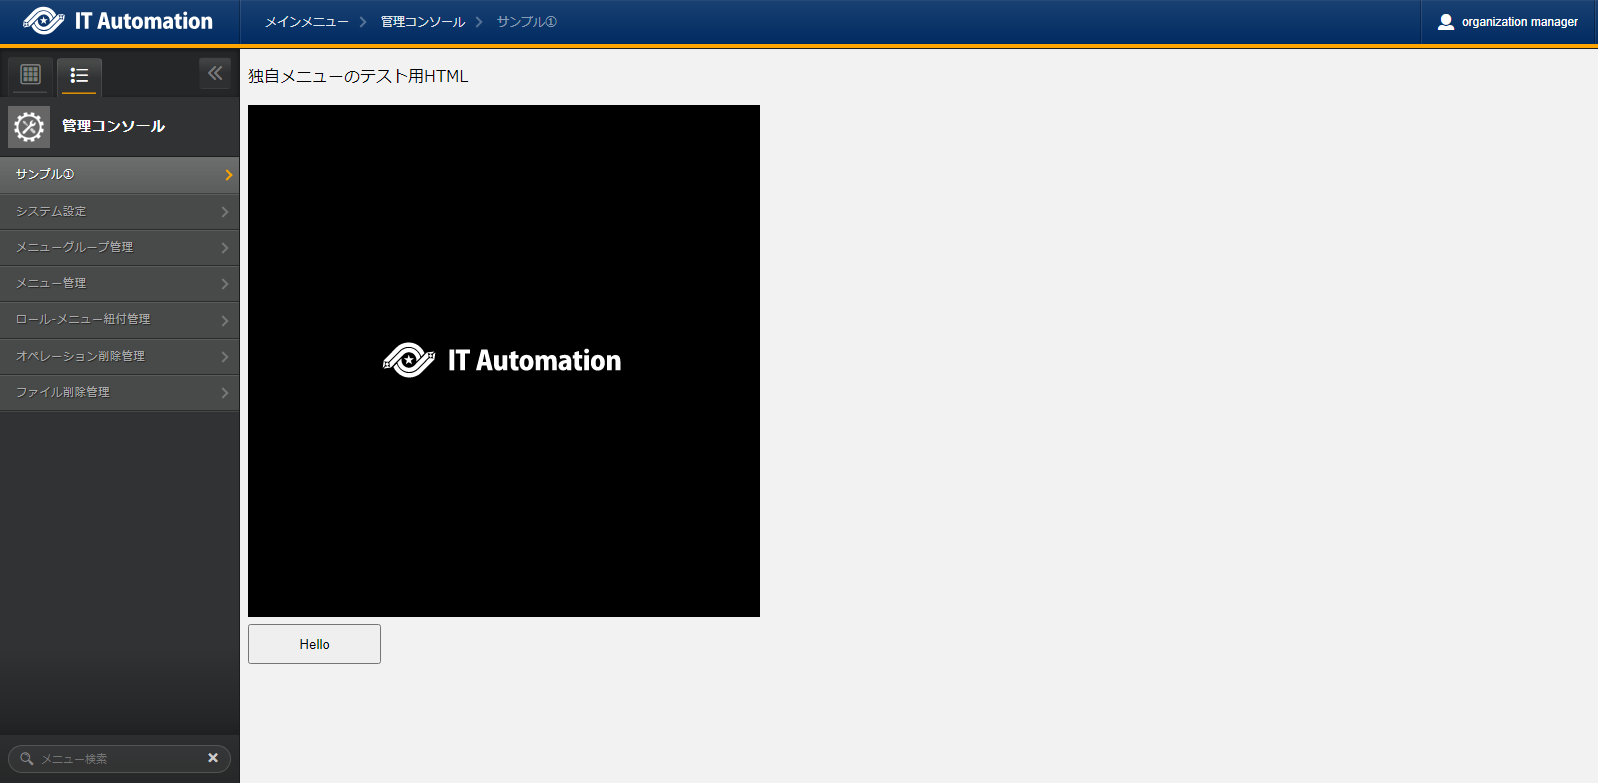 IT Automation
メインメニュー
管理コンソール
サンプル①
organization manager
管理コンソール
サンプル①
システム設定
メニューグループ管理
メニュー管理
ロール-メニュー紐付管理
オペレーション削除管理
ファイル削除管理
メニュー検索
独自メニューのテスト用HTML
IT Automation
Hello